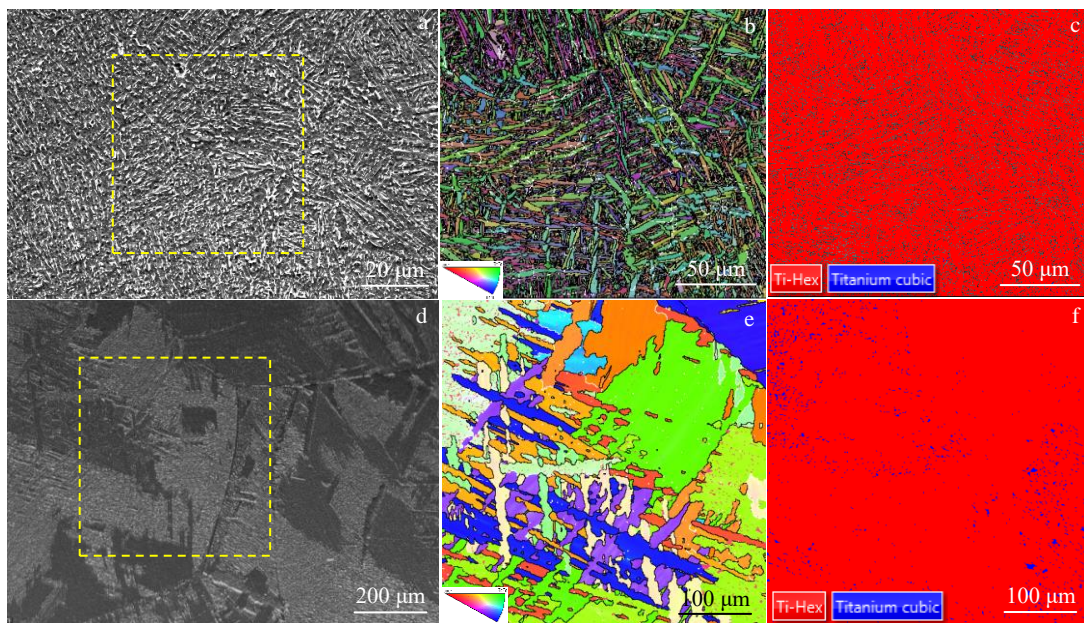 a
20 μm
b
50 μm
c
Ti-Hex Titanium cubic
50 μm
d
200 μm
e
100 μm
f
Ti-Hex Titanium cubic
100 μm